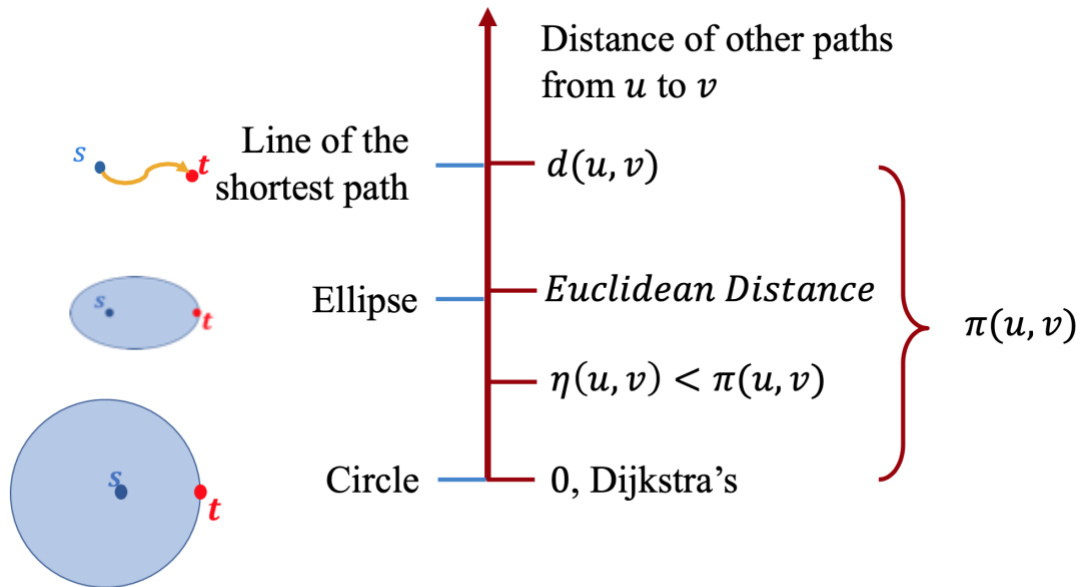 Distance of other paths
from u to v
s
t
Line of the
shortest path
d(u, v)
s
t
Ellipse
Euclidean Distance
π(u, v)
η(u, v) < π(u, v)
s
t
Circle
0, Dijkstra’s